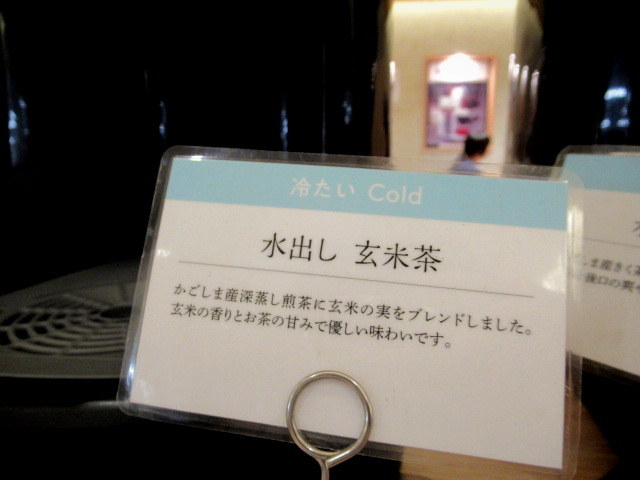 冷たい Cold
水出し 玄米茶
かごしま産深蒸し煎茶に玄米の実をブレンドしました。
玄米の香りとお茶の甘みで優しい味わいです。